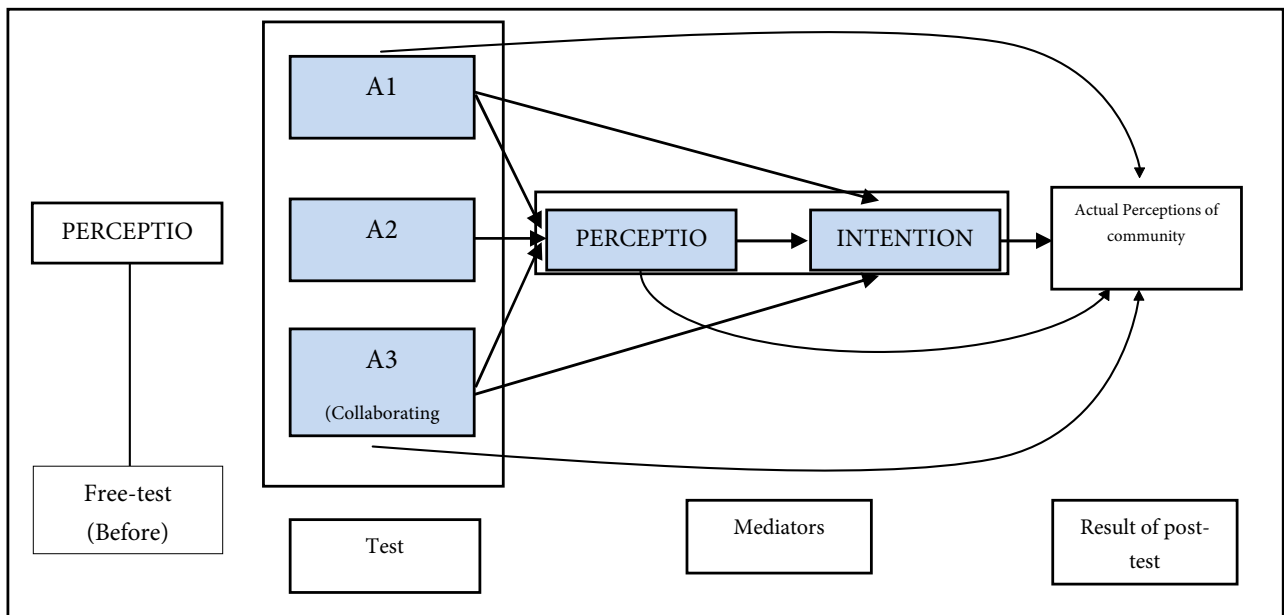 PERCEPTIO
Free-test
(Before)
A1
A2
A3
(Collaborating
Test
PERCEPTIO
INTENTION
Mediators
Actual Perceptions of
community
Result of post-
test